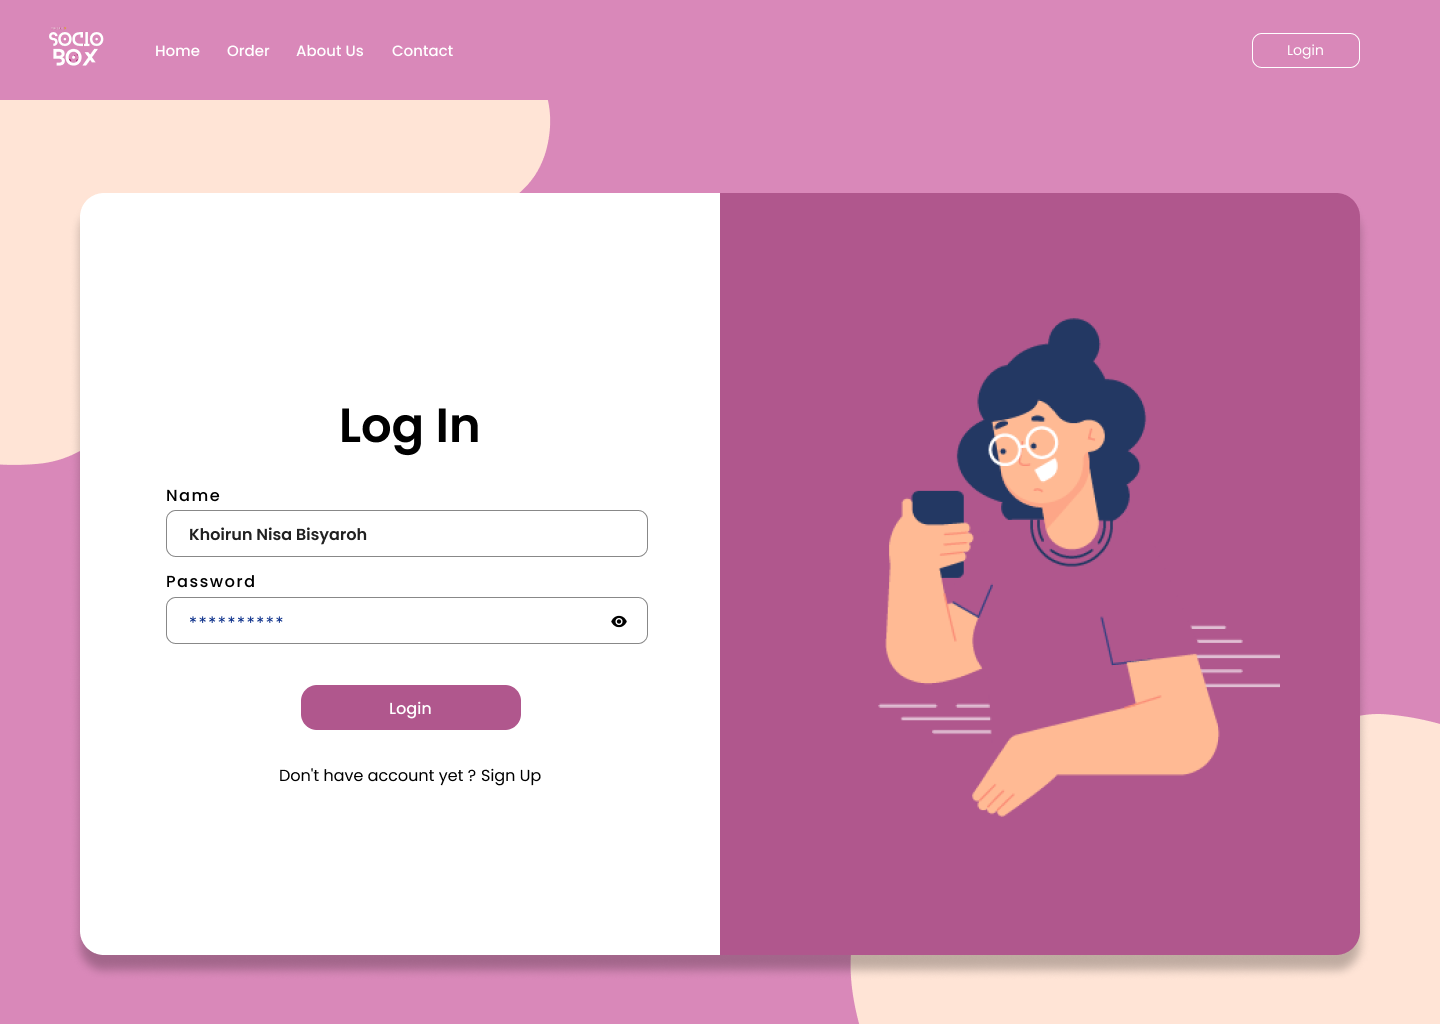 SOCIO
BOX
Home Order About Us Contact
Login
Log In
Name
Khoirun Nisa Bisyaroh
Password
**********
Login
Don't have account yet ? Sign Up